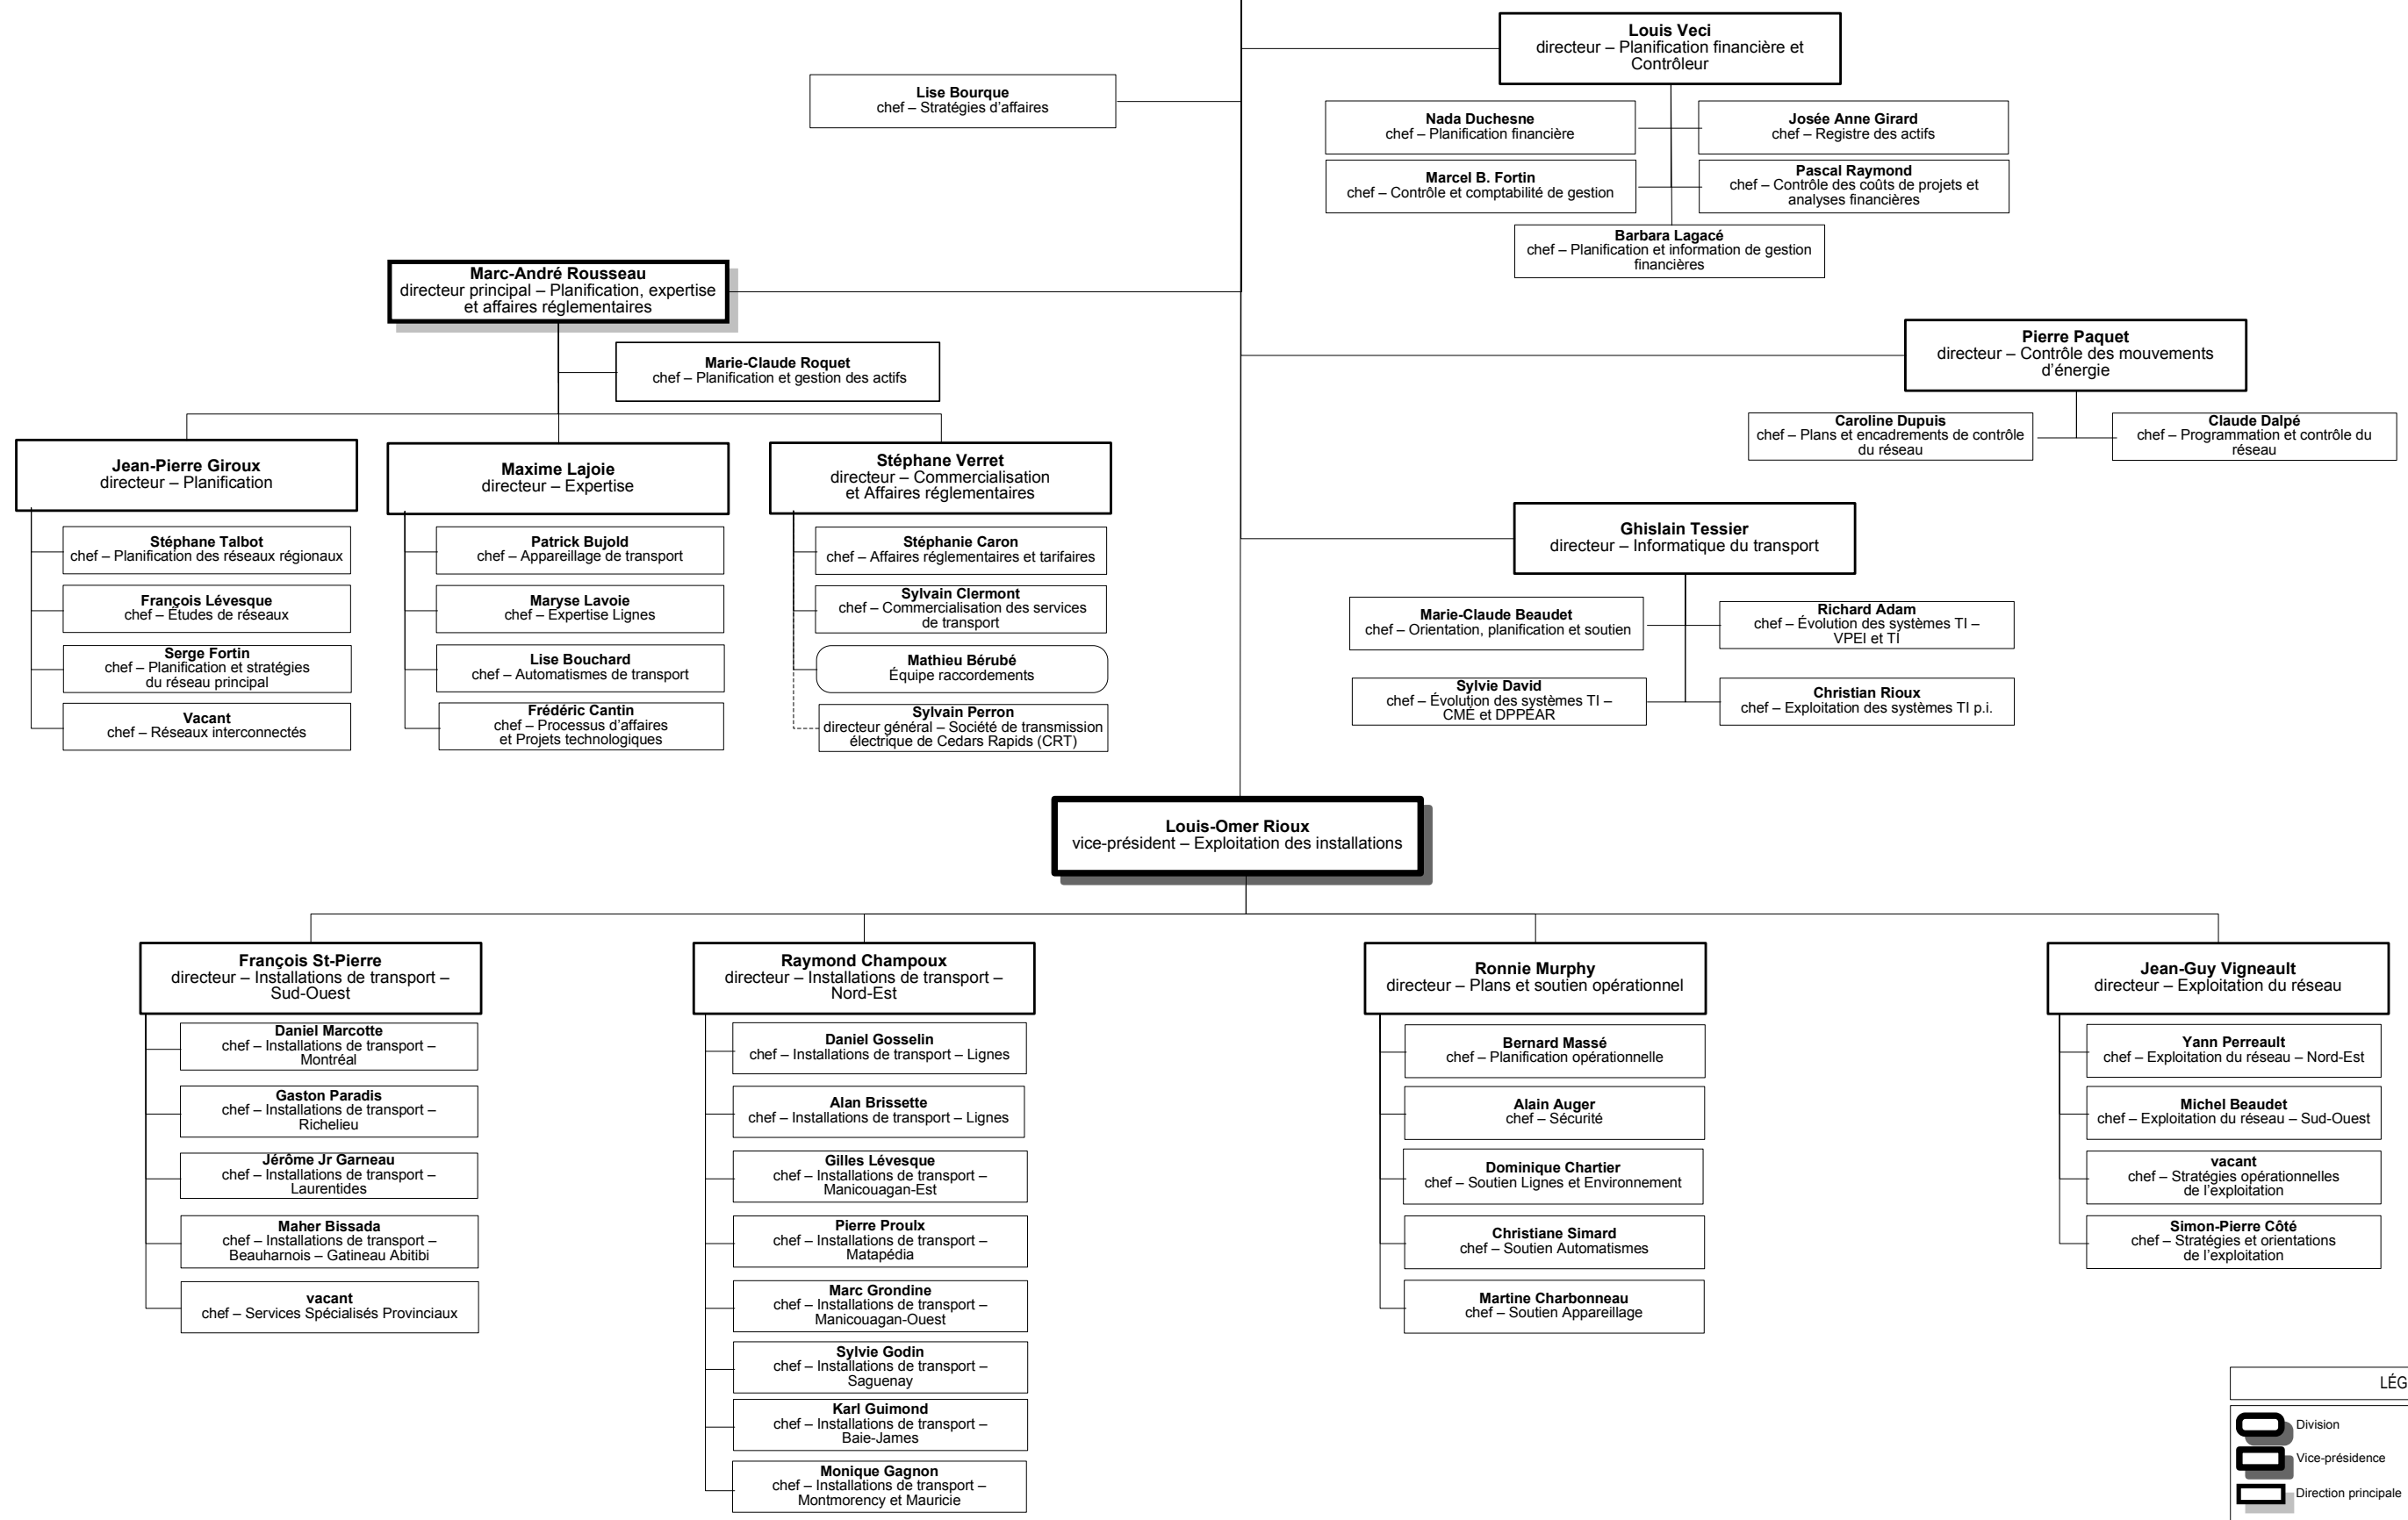 Louis Veci
directeur – Planification financière et
Contrôleur
Lise Bourque
chef – Stratégies d'affaires
Nada Duchesne
chef – Planification financière
Josée Anne Girard
chef – Registre des actifs
Marcel B. Fortin
chef – Contrôle et comptabilité de gestion
Pascal Raymond
chef – Contrôle des coûts de projets et
analyses financières
Barbara Lagacé
chef – Planification et information de gestion
financières
Marc-André Rousseau
directeur principal – Planification, expertise
et affaires réglementaires
Marie-Claude Roquet
chef – Planification et gestion des actifs
Pierre Paquet
directeur – Contrôle des mouvements
d'énergie
Caroline Dupuis
chef – Plans et encadrements de contrôle
du réseau
Claude Dalpé
chef – Programmation et contrôle du
réseau
Jean-Pierre Giroux
directeur – Planification
Stéphane Talbot
chef – Planification des réseaux régionaux
François Lévesque
chef – Études de réseaux
Serge Fortin
chef – Planification et stratégies
du réseau principal
Vacant
chef – Réseaux interconnectés
Maxime Lajoie
directeur – Expertise
Patrick Bujold
chef – Appareillage de transport
Maryse Lavoie
chef – Expertise Lignes
Lise Bouchard
chef – Automatismes de transport
Frédéric Cantin
chef – Processus d'affaires
et Projets technologiques
Stéphane Verret
directeur – Commercialisation
et Affaires réglementaires
Stéphanie Caron
chef – Affaires réglementaires et tarifaires
Sylvain Clermont
chef – Commercialisation des services
de transport
Mathieu Bérubé
Équipe raccordements
Sylvain Perron
directeur général – Société de transmission
électrique de Cedars Rapids (CRT)
Ghislain Tessier
directeur – Informatique du transport
Marie-Claude Beaudet
chef – Orientation, planification et soutien
Richard Adam
chef – Évolution des systèmes TI –
VPEI et TI
Sylvie David
chef – Évolution des systèmes TI –
CMÉ et DPPÉAR
Christian Rioux
chef – Exploitation des systèmes TI p.i.
Louis-Omer Rioux
vice-président – Exploitation des installations
François St-Pierre
directeur – Installations de transport –
Sud-Ouest
Daniel Marcotte
chef – Installations de transport –
Montréal
Gaston Paradis
chef – Installations de transport –
Richelieu
Jérôme Jr Garneau
chef – Installations de transport –
Laurentides
Maher Bissada
chef – Installations de transport –
Beauharnois – Gatineau Abitibi
vacant
chef – Services Spécialisés Provinciaux
Raymond Champoux
directeur – Installations de transport –
Nord-Est
Daniel Gosselin
chef – Installations de transport – Lignes
Alan Brissette
chef – Installations de transport – Lignes
Gilles Lévesque
chef – Installations de transport –
Manicouagan-Est
Pierre Proulx
chef – Installations de transport –
Matapédia
Marc Grondine
chef – Installations de transport –
Manicouagan-Ouest
Sylvie Godin
chef – Installations de transport –
Saguenay
Karl Guimond
chef – Installations de transport –
Baie-James
Monique Gagnon
chef – Installations de transport –
Montmorency et Mauricie
Ronnie Murphy
directeur – Plans et soutien opérationnel
Bernard Massé
chef – Planification opérationnelle
Alain Auger
chef – Sécurité
Dominique Chartier
chef – Soutien Lignes et Environnement
Christiane Simard
chef – Soutien Automatismes
Martine Charbonneau
chef – Soutien Appareillage
Jean-Guy Vigneault
directeur – Exploitation du réseau
Yann Perreault
chef – Exploitation du réseau – Nord-Est
Michel Beaudet
chef – Exploitation du réseau – Sud-Ouest
vacant
chef – Stratégies opérationnelles
de l'exploitation
Simon-Pierre Côté
chef – Stratégies et orientations
de l'exploitation
LÉG
Division
Vice-présidence
Direction principale